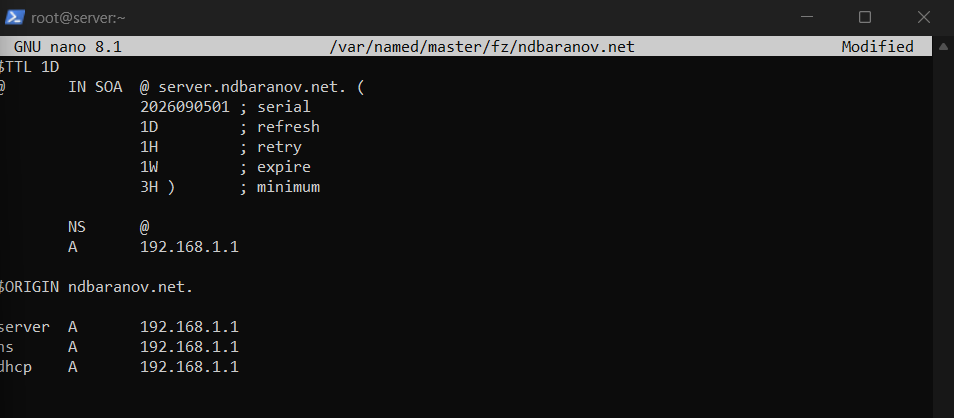 root@server:~
GNU nano 8.1 /var/named/master/fz/ndbaranov.net Modified
$TTL 1D
@ IN SOA @ server.ndbaranov.net. (
2026090501 ; serial
1D ; refresh
1H ; retry
1W ; expire
3H ) ; minimum
NS @
A 192.168.1.1
$ORIGIN ndbaranov.net.
server A 192.168.1.1
ns A 192.168.1.1
dhcp A 192.168.1.1